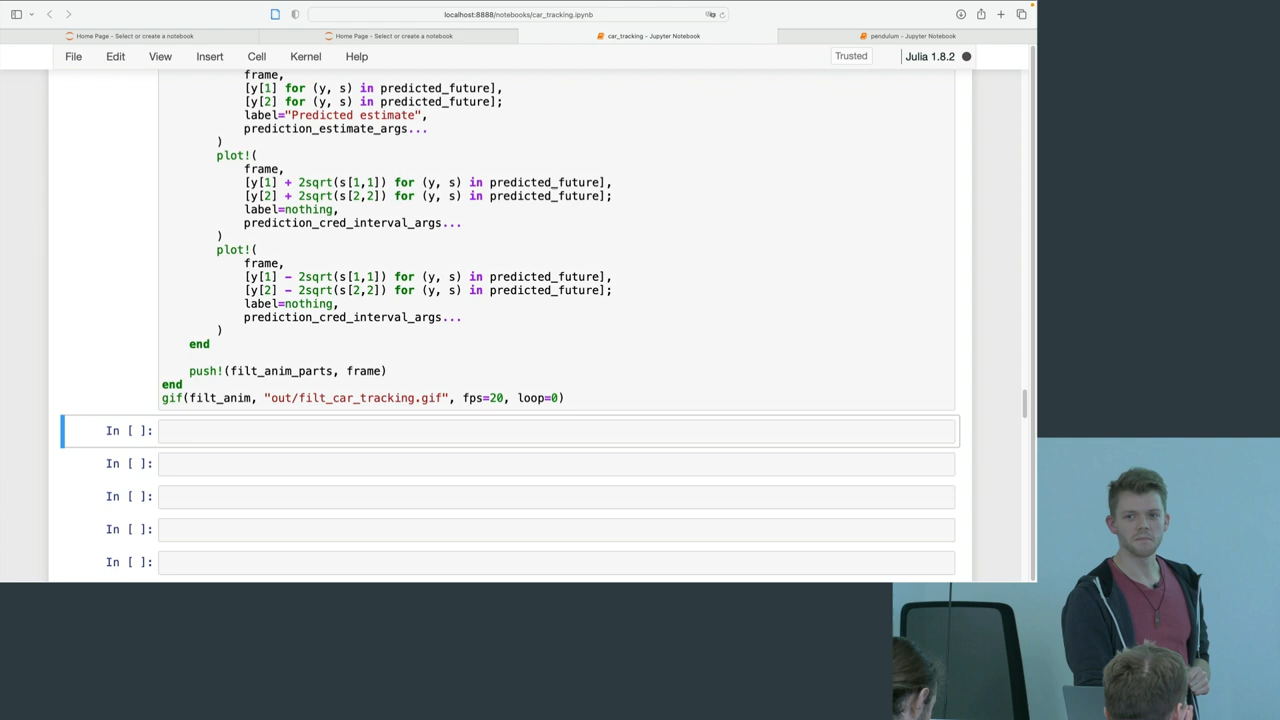 localhost:8888/notebooks/car_tracking.ipynb
Home Page - Select or create a notebook
Home Page - Select or create a notebook
car_tracking - Jupyter Notebook
pendulum - Jupyter Notebook
File Edit View Insert Cell Kernel Help
Trusted
Julia 1.8.2
frame,
[y[1] for (y, s) in predicted_future],
[y[2] for (y, s) in predicted_future];
label="Predicted estimate",
prediction_estimate_args...
)
plot!(
frame,
[y[1] + 2sqrt(s[1,1]) for (y, s) in predicted_future],
[y[2] + 2sqrt(s[2,2]) for (y, s) in predicted_future];
label=nothing,
prediction_cred_interval_args...
)
plot!(
frame,
[y[1] - 2sqrt(s[1,1]) for (y, s) in predicted_future],
[y[2] - 2sqrt(s[2,2]) for (y, s) in predicted_future];
label=nothing,
prediction_cred_interval_args...
)
end
push!(filt_anim_parts, frame)
end
gif(filt_anim, "out/filt_car_tracking.gif", fps=20, loop=0)
In [ ]:
In [ ]:
In [ ]:
In [ ]:
In [ ]: